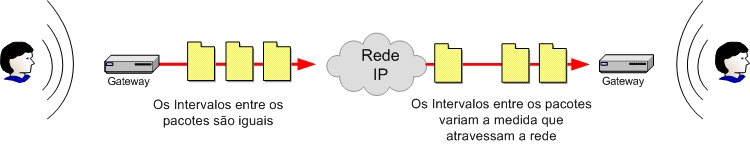 Gateway
Os Intervalos entre os
pacotes são iguais
Rede
IP
Os Intervalos entre os pacotes
variam a medida que
atravessam a rede
Gateway